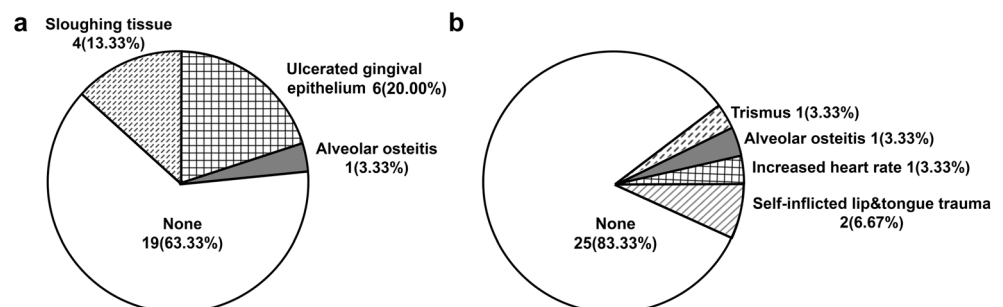 a
Sloughing tissue
4(13.33%)
Ulcerated gingival
epithelium 6(20.00%)
Alveolar osteitis
1(3.33%)
None
19(63.33%)
b
Trismus 1(3.33%)
Alveolar osteitis 1(3.33%)
Increased heart rate 1(3.33%)
Self-inflicted lip&tongue trauma
2(6.67%)
None
25(83.33%)